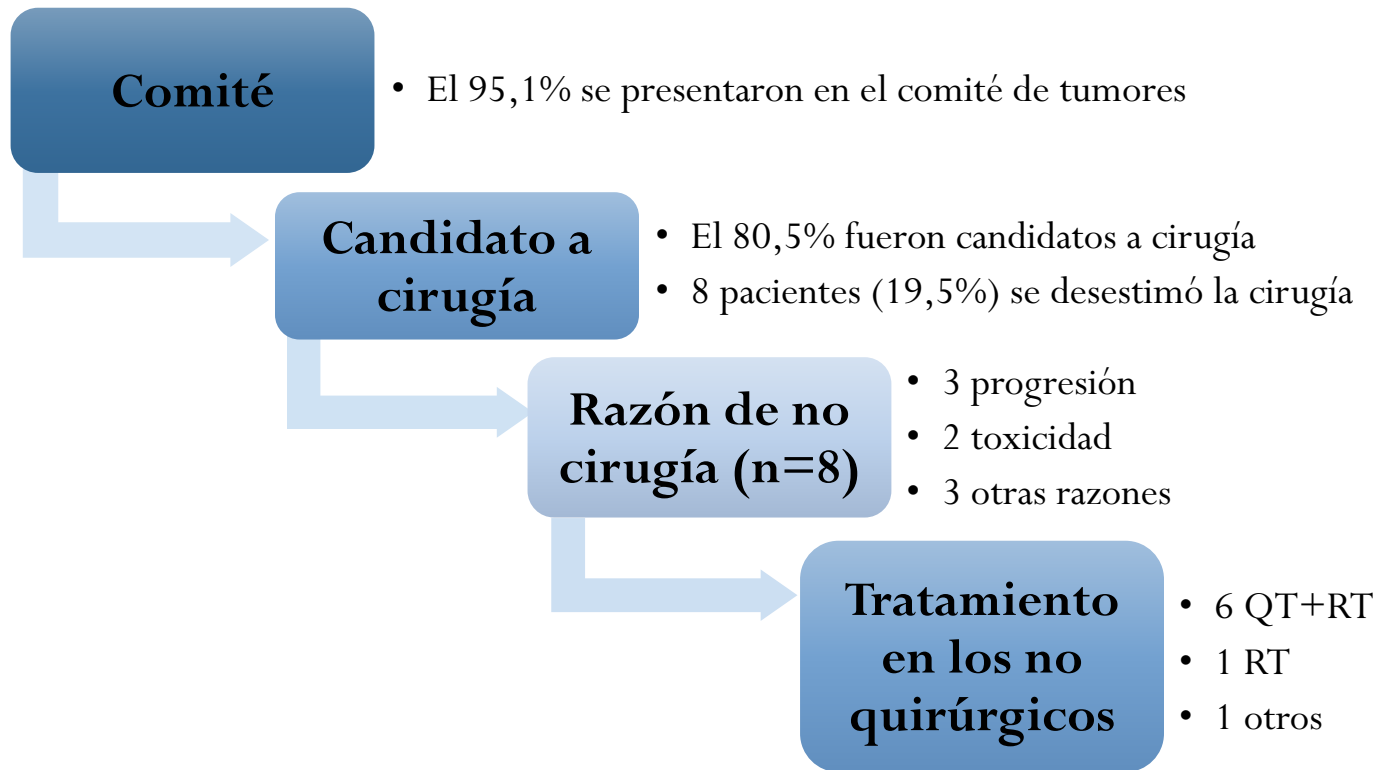 Comité
• El 95,1% se presentaron en el comité de tumores
Candidato a
cirugía
• El 80,5% fueron candidatos a cirugía
• 8 pacientes (19,5%) se desestimó la cirugía
Razón de no
cirugía (n=8)
• 3 progresión
• 2 toxicidad
• 3 otras razones
Tratamiento
en los no
quirúrgicos
• 6 QT+RT
• 1 RT
• 1 otros